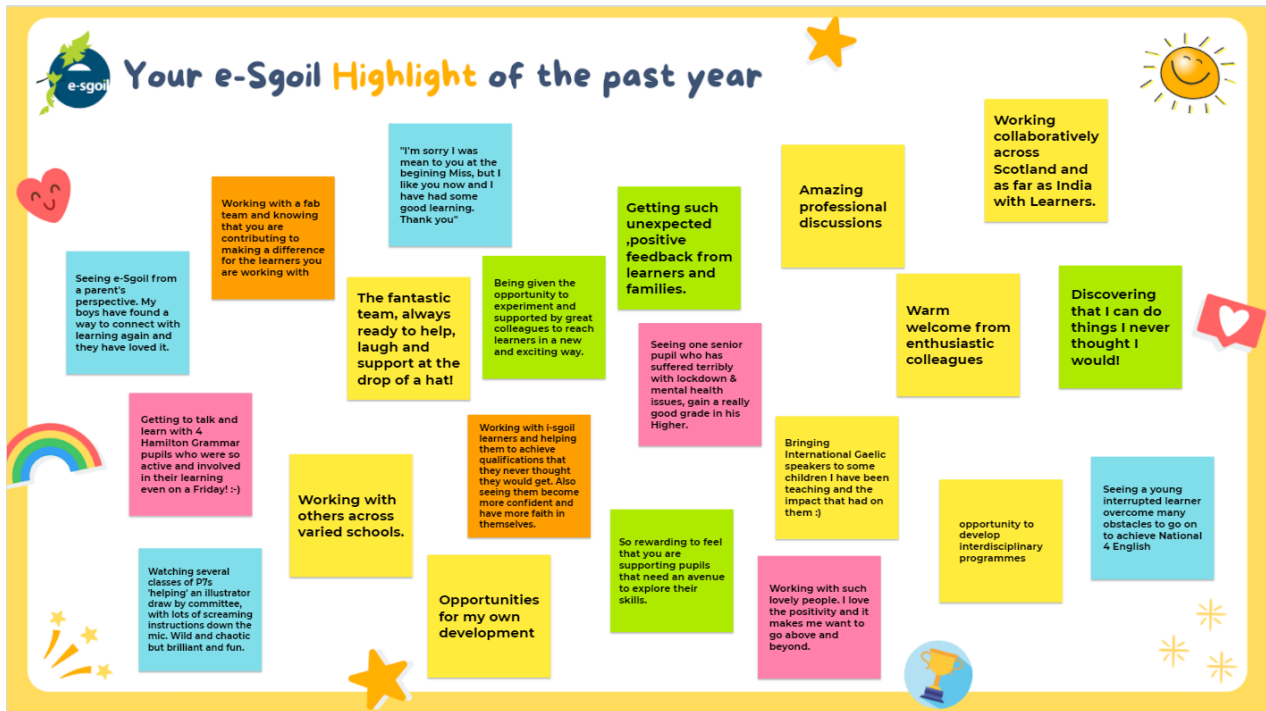 e-sgoil
Your e-Sgoil Highlight of the past year
"I'm sorry I was
mean to you at the
begining Miss, but I
like you now and I
have had some
good learning.
Thank you"
Working
collaboratively
across
Scotland and
as far as India
with Learners.
Amazing
professional
discussions
Working with a fab
team and knowing
that you are
contributing to
making a difference
for the learners you
are working with
Getting such
unexpected
,positive
feedback from
learners and
families.
Seeing e-Sgoil from
a parent's
perspective. My
boys have found a
way to connect with
learning again and
they have loved it.
The fantastic
team, always
ready to help,
laugh and
support at the
drop of a hat!
Being given the
opportunity to
experiment and
supported by great
colleagues to reach
learners in a new
and exciting way.
Warm
welcome from
enthusiastic
colleagues
Discovering
that I can do
things I never
thought I
would!
Seeing one senior
pupil who has
suffered terribly
with lockdown &
mental health
issues, gain a really
good grade in his
Higher.
Getting to talk and
learn with 4
Hamilton Grammar
pupils who were so
active and involved
in their learning
even on a Friday! :-)
Working with
others across
varied schools.
Working with i-sgoil
learners and helping
them to achieve
qualifications that
they never thought
they would get. Also
seeing them become
more confident and
have more faith in
themselves.
Bringing
International Gaelic
speakers to some
children I have been
teaching and the
impact that had on
them :)
opportunity to
develop
interdisciplinary
programmes
Seeing a young
interrupted learner
overcome many
obstacles to go on
to achieve National
4 English
Watching several
classes of P7s
'helping' an illustrator
draw by committee,
with lots of screaming
instructions down the
mic. Wild and chaotic
but brilliant and fun.
Opportunities
for my own
development
So rewarding to feel
that you are
supporting pupils
that need an avenue
to explore their
skills.
Working with such
lovely people. I love
the positivity and it
makes me want to
go above and
beyond.